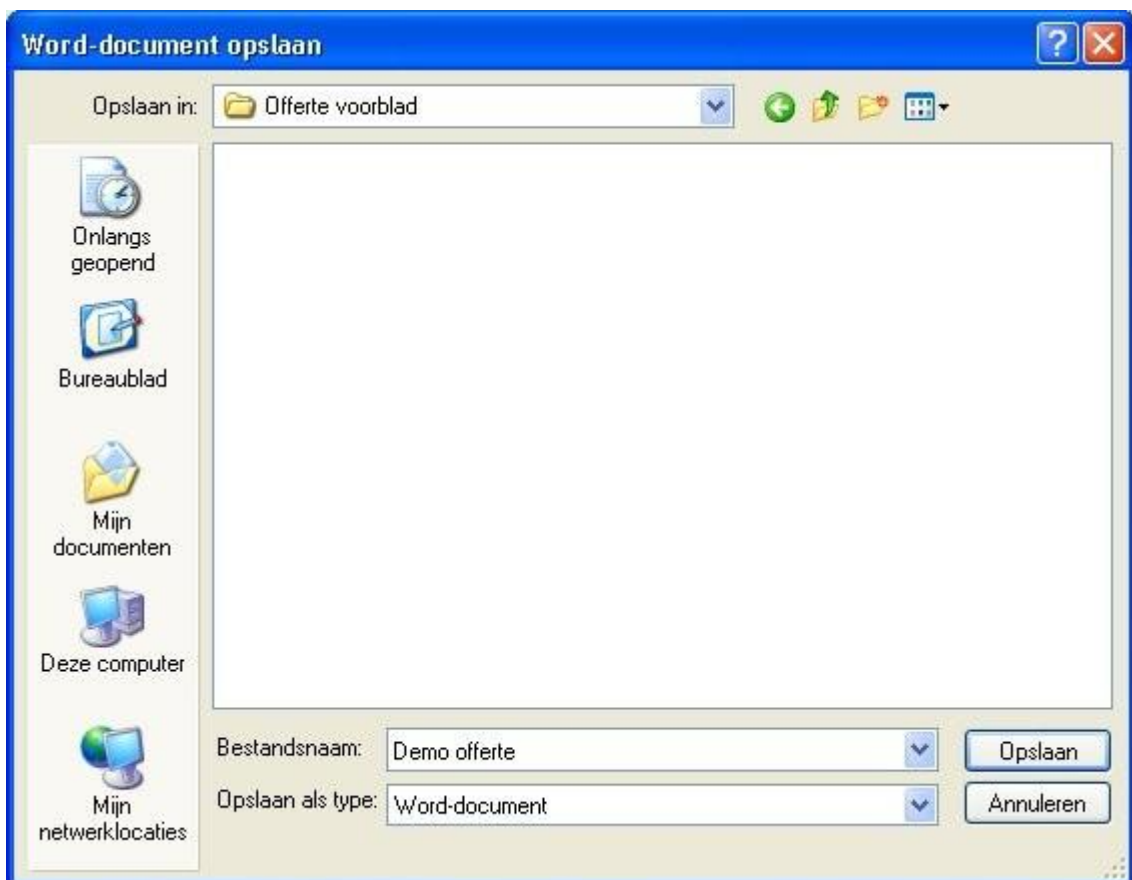 Word-document opslaan
Opslaan in: Offerte voorblad
Onlangs
geopend
Bureaublad
Mijn
documenten
Deze computer
Mijn
netwerklocaties
Bestandsnaam: Demo offerte Opslaan
Opslaan als type: Word-document Annuleren